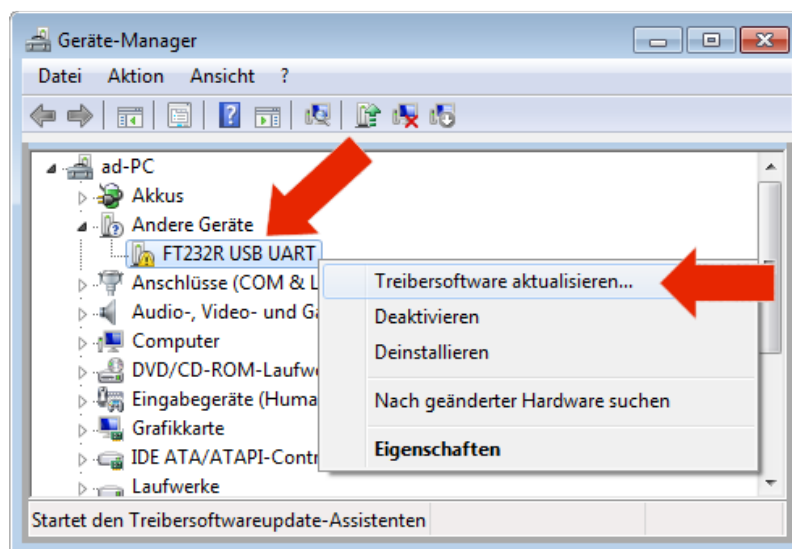 Geräte-Manager
Datei Aktion Ansicht ?
ad-PC
Akkus
Andere Geräte
FT232R USB UART
Anschlüsse (COM & L
Audio-, Video- und Ga
Computer
DVD/CD-ROM-Laufw
Eingabegeräte (Huma
Grafikkarte
IDE ATA/ATAPI-Contr
Laufwerke
Treibersoftware aktualisieren...
Deaktivieren
Deinstallieren
Nach geänderter Hardware suchen
Eigenschaften
Startet den Treibersoftwareupdate-Assistenten